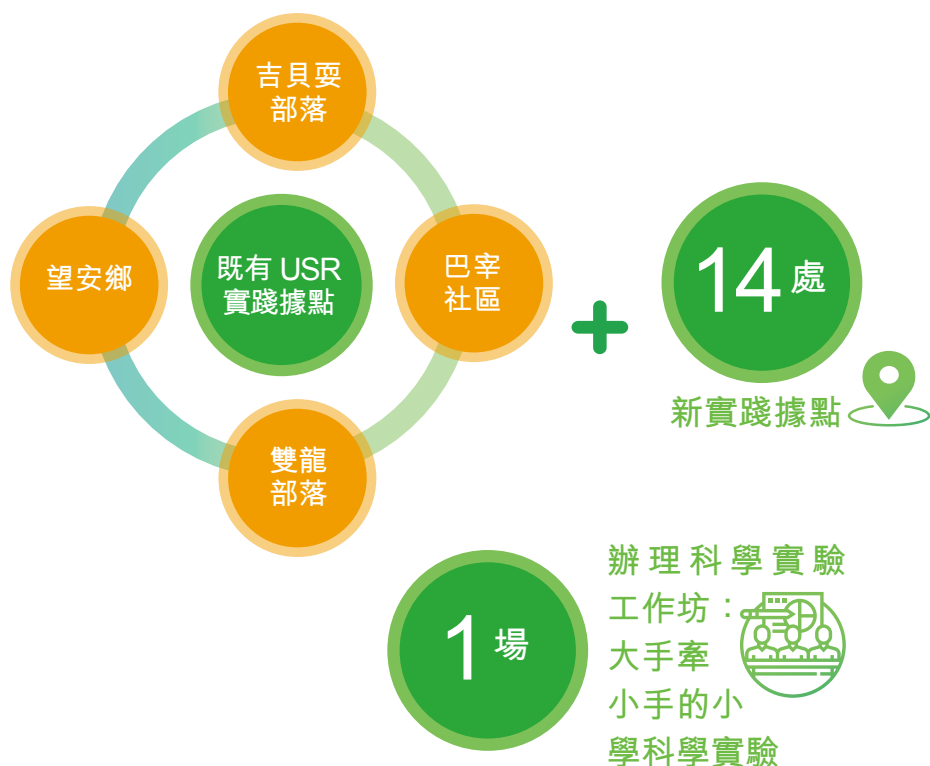 吉貝耍
部落
望安鄉
既有 USR
實踐據點
巴宰
社區
雙龍
部落
14 處
新實踐據點
1 場
辦理科學實驗
工作坊：
大手牽
小手的小
學科學實驗